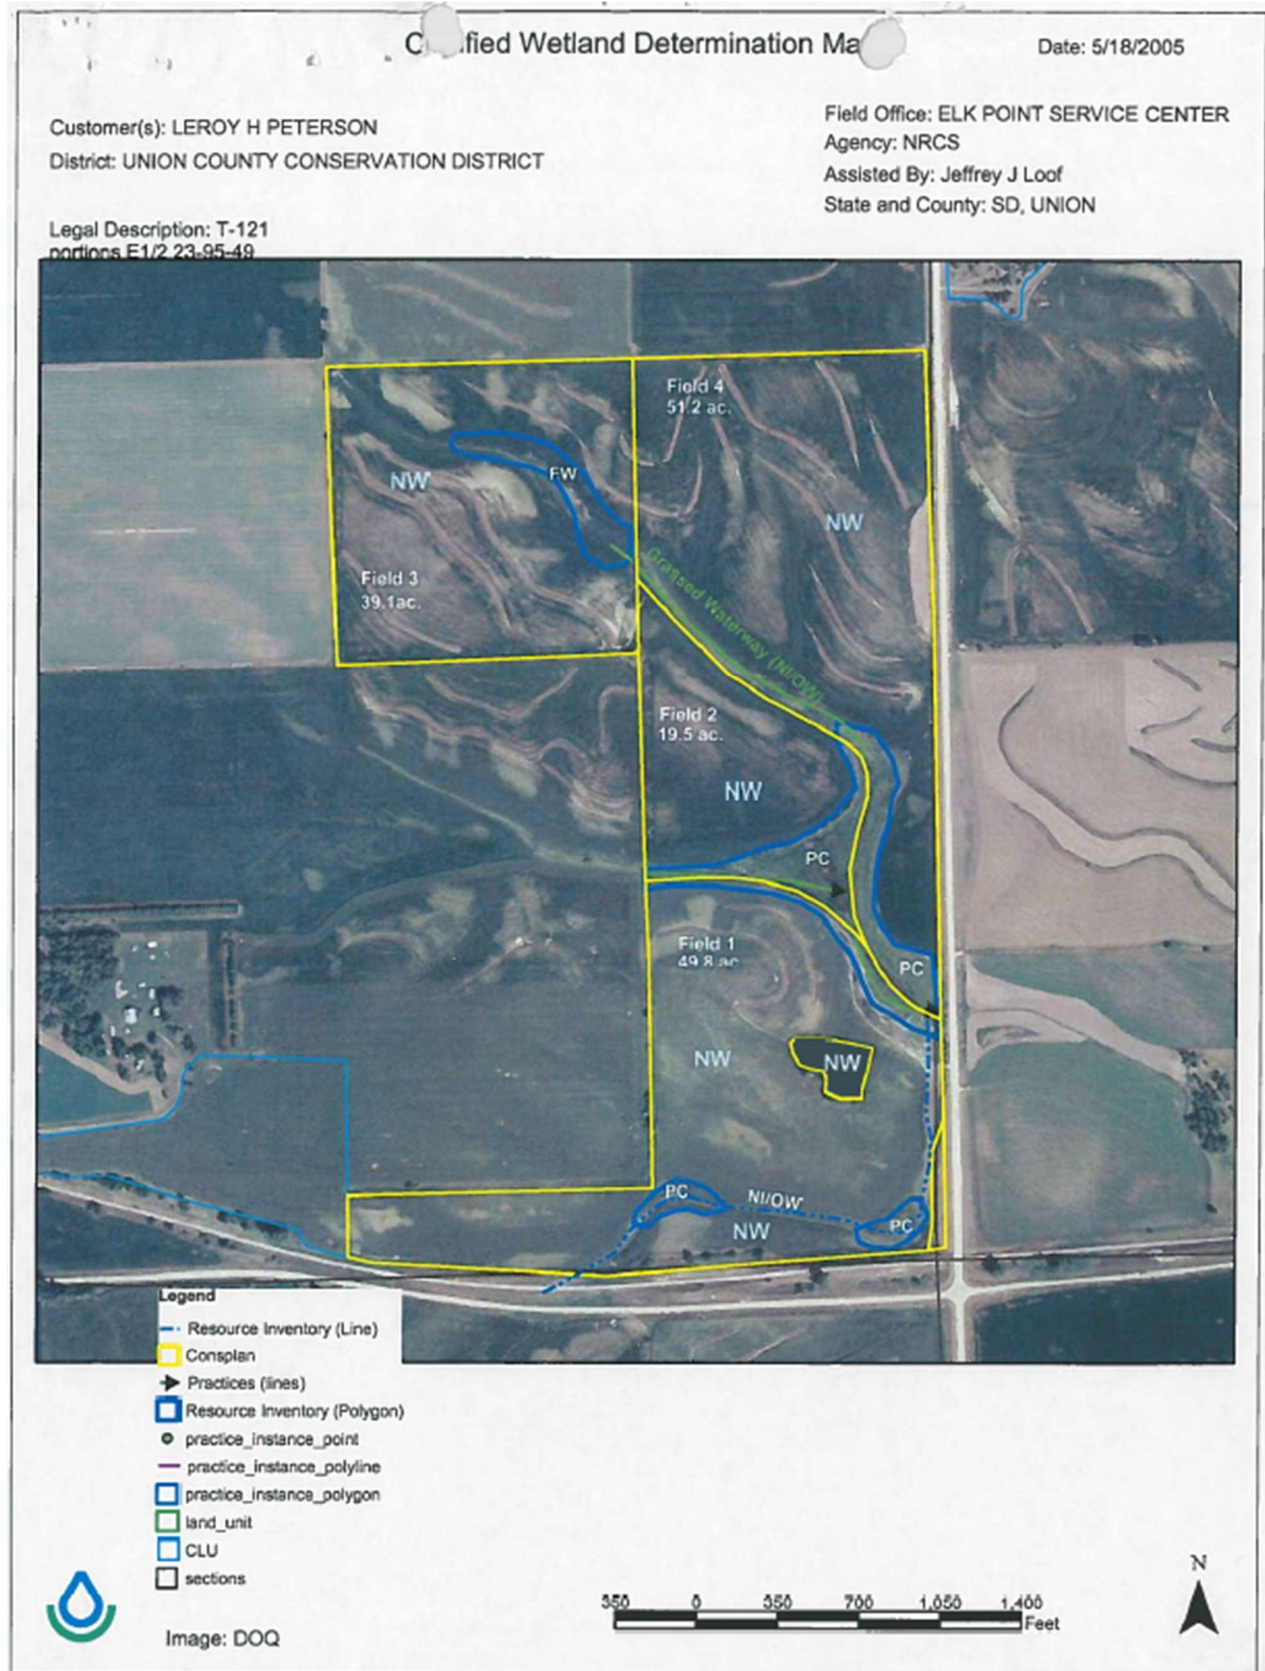 Certified Wetland Determination Ma
Date: 5/18/2005
Customer(s): LEROY H PETERSON
District: UNION COUNTY CONSERVATION DISTRICT
Field Office: ELK POINT SERVICE CENTER
Agency: NRCS
Assisted By: Jeffrey J Loof
State and County: SD, UNION
Legal Description: T-121
portions E1/2 23-95-49
Field 4
51.2 ac.
FW
NW
NW
Field 3
39.1ac.
Grassed Waterway (NI/OW)
Field 2
19.5 ac.
NW
PC
Field 1
49.8 ac
PC
NW
NW
PC
NI/OW
NW
PC
Legend
Resource Inventory (Line)
Consplan
Practices (lines)
Resource Inventory (Polygon)
practice_instance_point
practice_instance_polyline
practice_instance_polygon
land_unit
CLU
sections
Image: DOQ
350 0 350 700 1,050 1,400
Feet
N